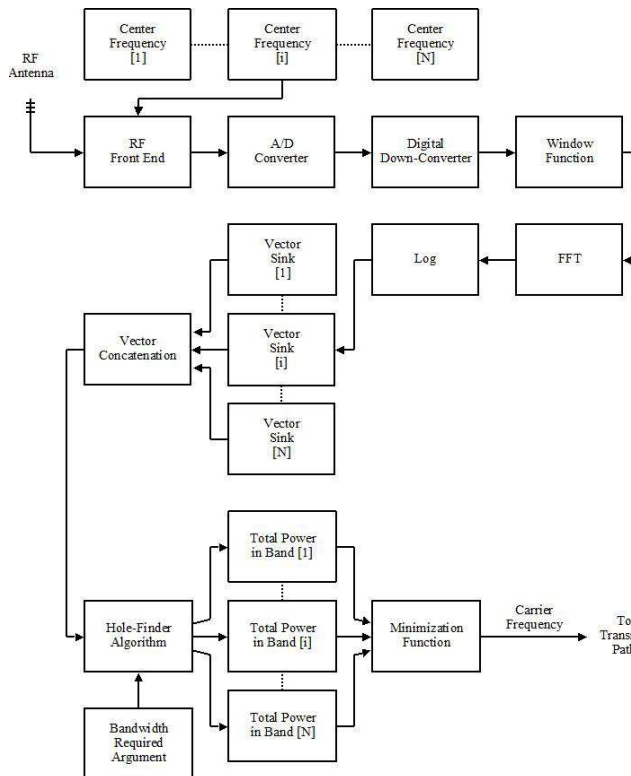 Center
Frequency
[1]
Center
Frequency
[i]
Center
Frequency
[N]
RF
Antenna
RF
Front End
A/D
Converter
Digital
Down-Converter
Window
Function
Vector
Sink
[1]
Log
FFT
Vector
Concatenation
Vector
Sink
[i]
Vector
Sink
[N]
Total Power
in Band [1]
Hole-Finder
Algorithm
Total Power
in Band [i]
Minimization
Function
Carrier
Frequency
To
Path
Bandwidth
Required
Argument
Total Power
in Band [N]